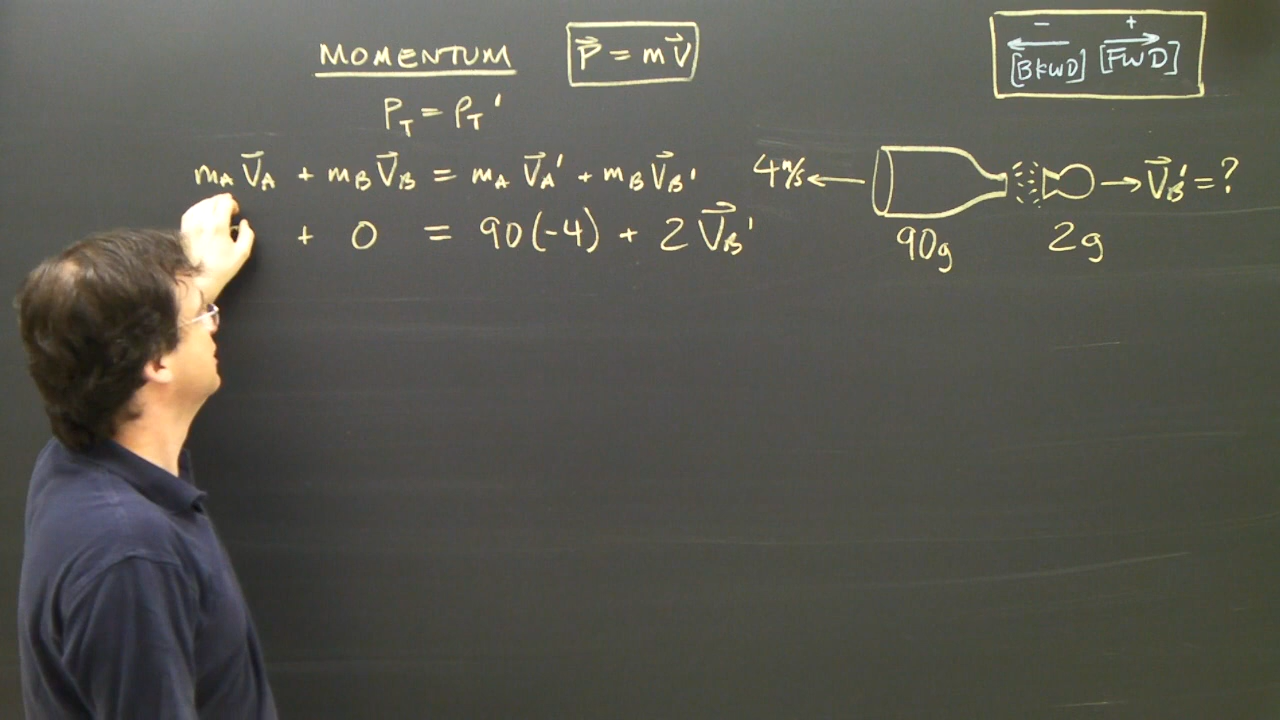 MOMENTUM
P⃗ = mV⃗
− +
[BKWD] [FWD]
P_T = P_T'
m_A V⃗_A + m_B V⃗_B = m_A V⃗_A' + m_B V⃗_B'
4 m/s V⃗_B' = ?
+ 0 = 90(-4) + 2 V⃗_B'
90g 2g